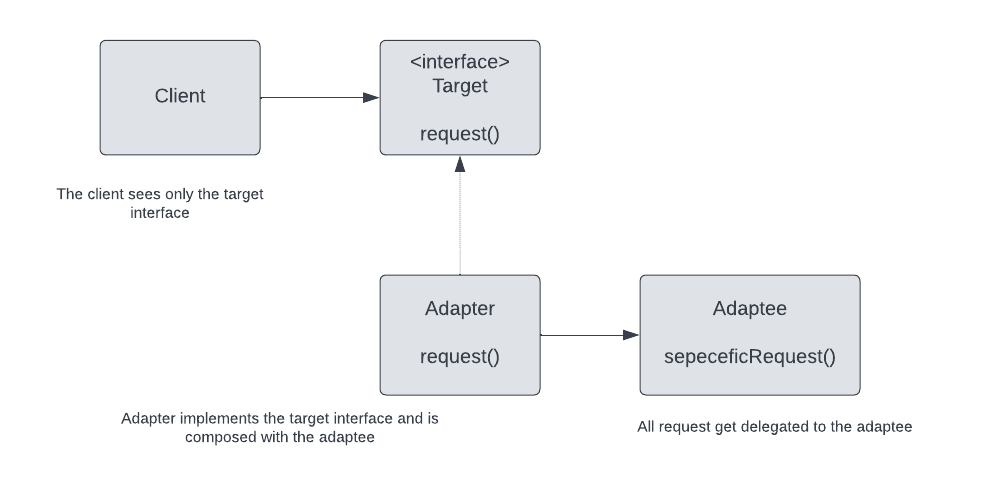 Client
<interface>
Target
request()
The client sees only the target
interface
Adapter
request()
Adaptee
sepeceficRequest()
Adapter implements the target interface and is
composed with the adaptee
All request get delegated to the adaptee